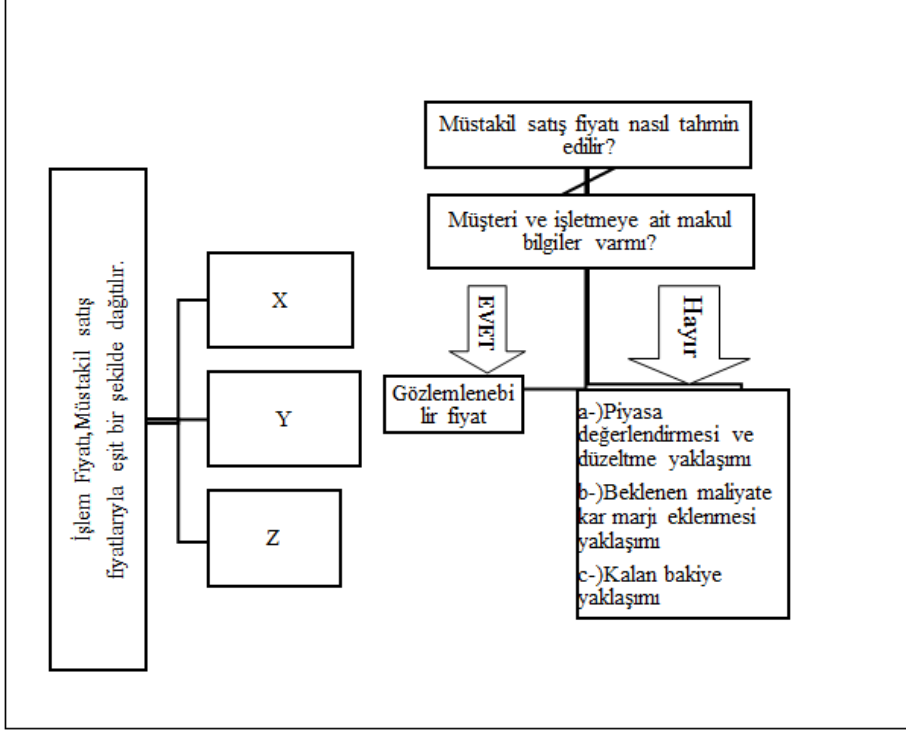 İşlem Fiyatı,Müstakil satış
fiyatlarıyla eşit bir şekilde dağıtılır.
X
Y
Z
Müstakil satış fiyatı nasıl tahmin
edilir?
Müşteri ve işletmeye ait makul
bilgiler varmı?
EVET
Hayır
Gözlemlenebi
lir fiyat
a-)Piyasa
değerlendirmesi ve
düzeltme yaklaşımı
b-)Beklenen maliyate
kar marjı eklenmesi
yaklaşımı
c-)Kalan bakiye
yaklaşımı